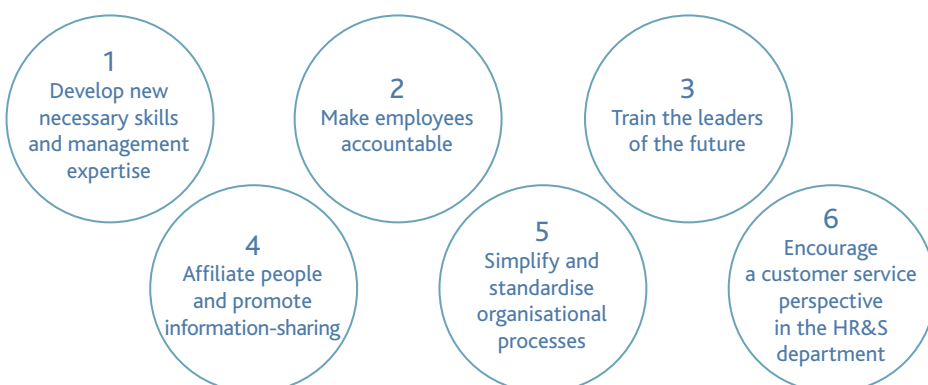 1
Develop new
necessary skills
and management
expertise
2
Make employees
accountable
3
Train the leaders
of the future
4
Affiliate people
and promote
information-sharing
5
Simplify and
standardise
organisational
processes
6
Encourage
a customer service
perspective
in the HR&S
department